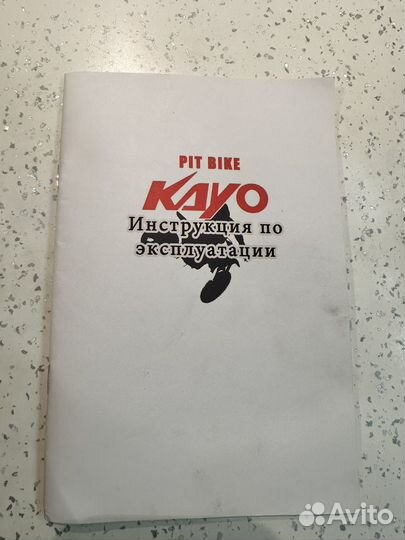 PIT BIKE
KAYO
Инструкция по
эксплуатации
Avito